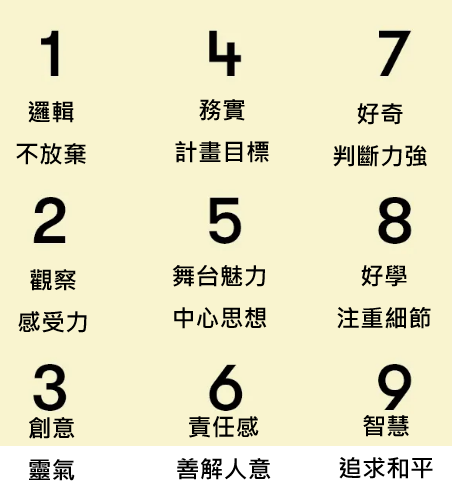 1
4
7
邏輯
務實
好奇
不放棄
計畫目標
判斷力強
2
5
8
觀察
舞台魅力
好學
感受力
中心思想
注重細節
3
6
9
創意
責任感
智慧
靈氣
善解人意
追求和平